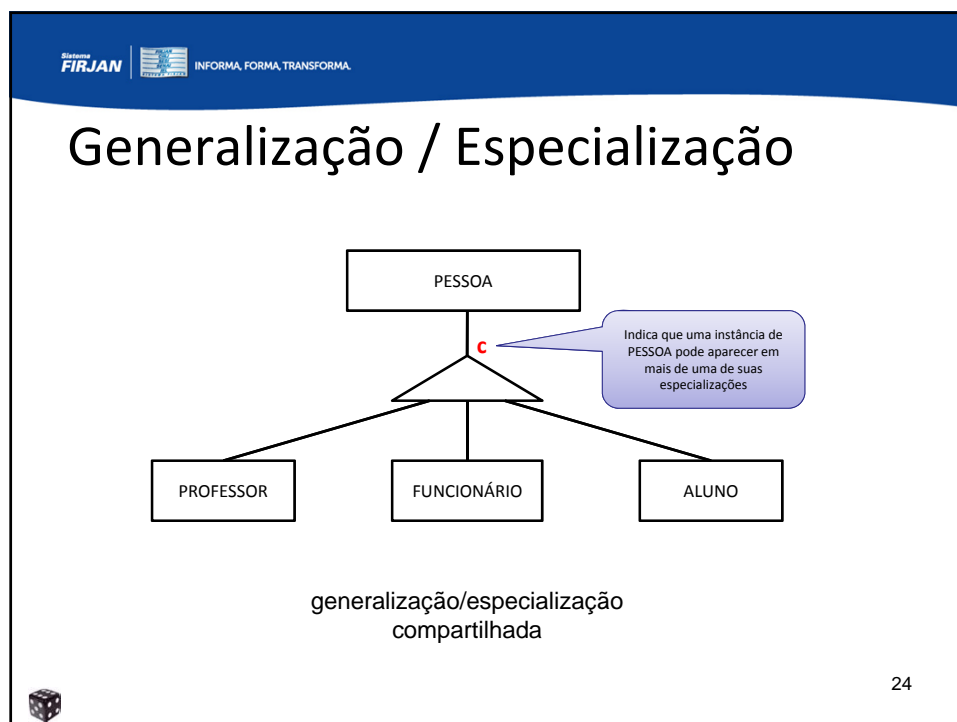 Sistema
FIRJAN
INFORMA, FORMA, TRANSFORMA.
Generalização / Especialização
PESSOA
c
Indica que uma instância de
PESSOA pode aparecer em
mais de uma de suas
especializações
PROFESSOR
FUNCIONÁRIO
ALUNO
generalização/especialização
compartilhada
24